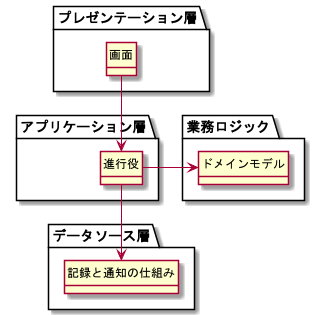 プレゼンテーション層
画面
アプリケーション層
業務ロジック
進行役
ドメインモデル
データソース層
記録と通知の仕組み